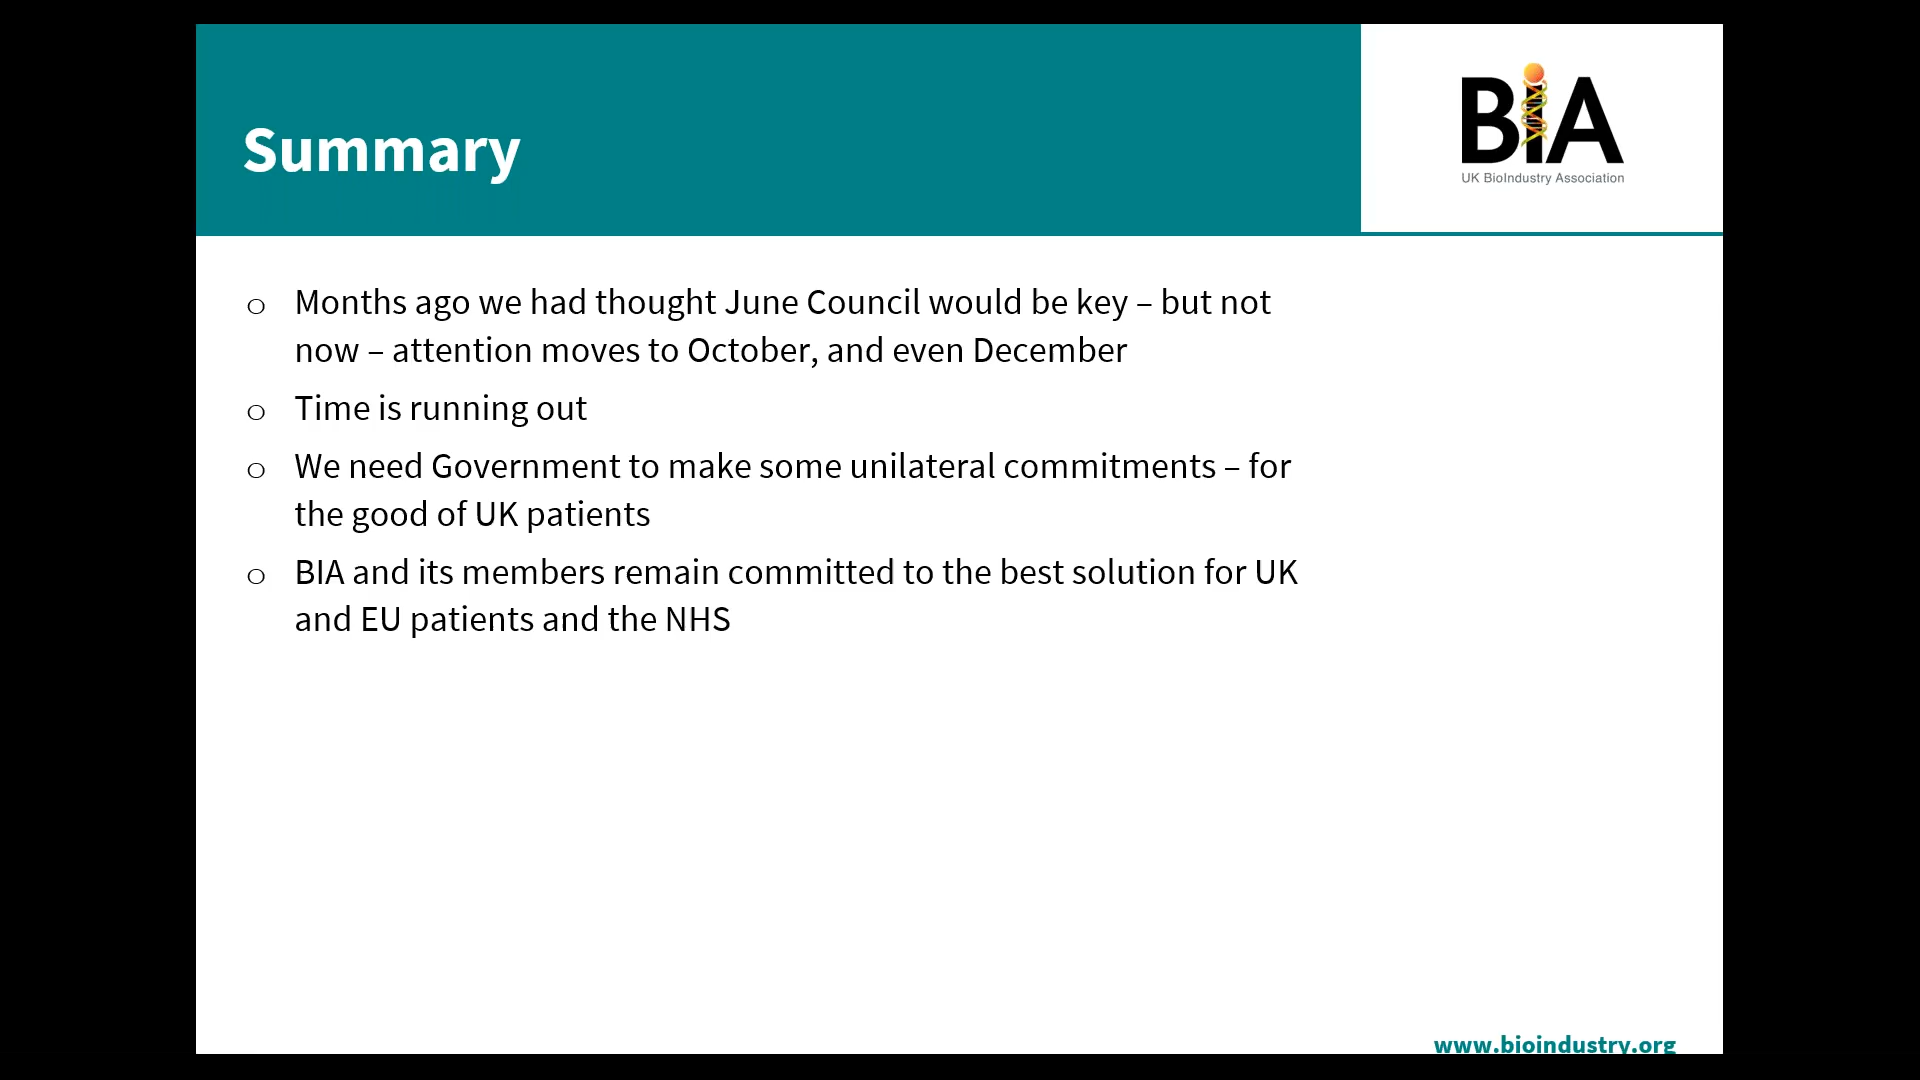 Summary
BIA
UK BioIndustry Association
o Months ago we had thought June Council would be key – but not
now – attention moves to October, and even December
o Time is running out
o We need Government to make some unilateral commitments – for
the good of UK patients
o BIA and its members remain committed to the best solution for UK
and EU patients and the NHS
www.bioindustry.org